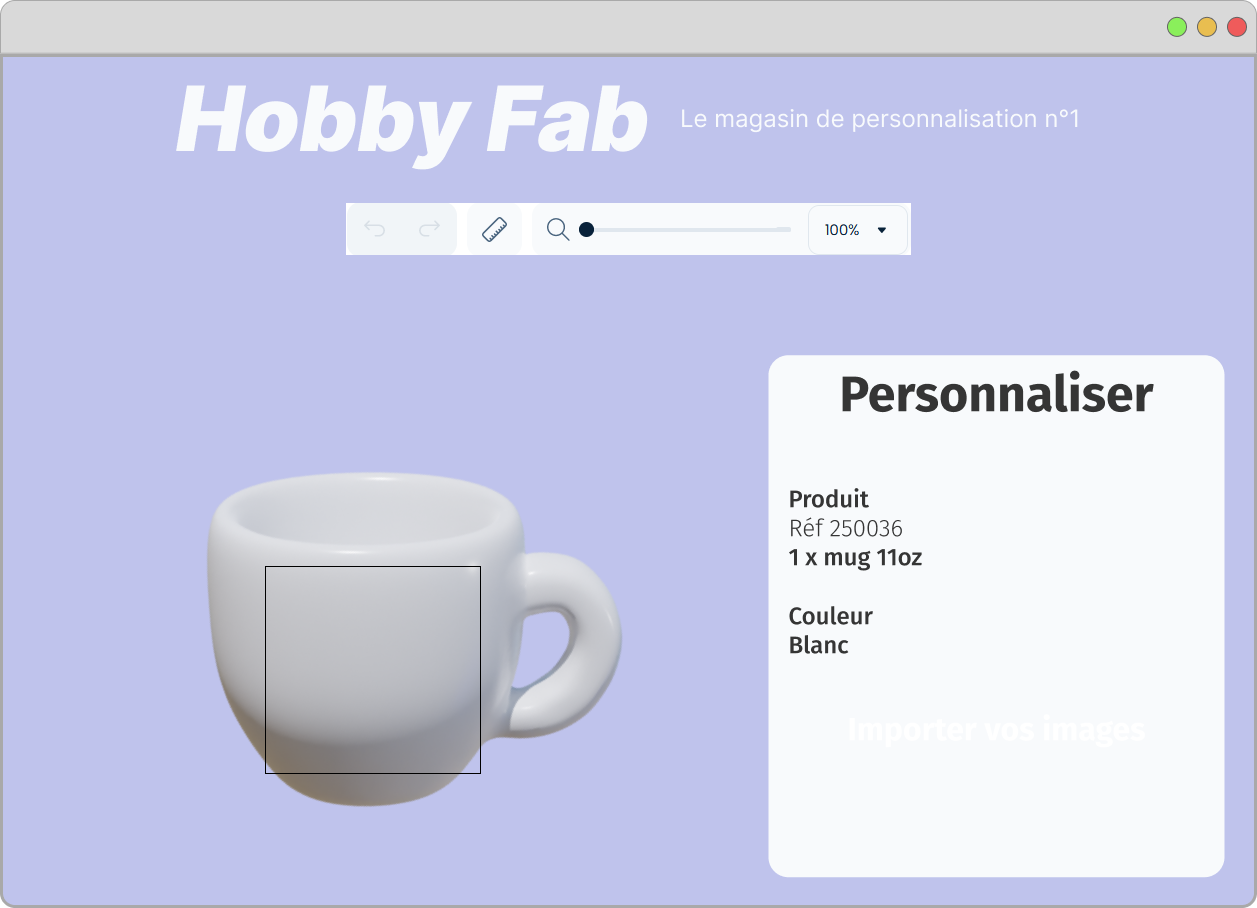 Hobby Fab
Le magasin de personnalisation n°1
100%
Personnaliser
Produit
Réf 250036
1 x mug 11oz
Couleur
Blanc
Importer vos images